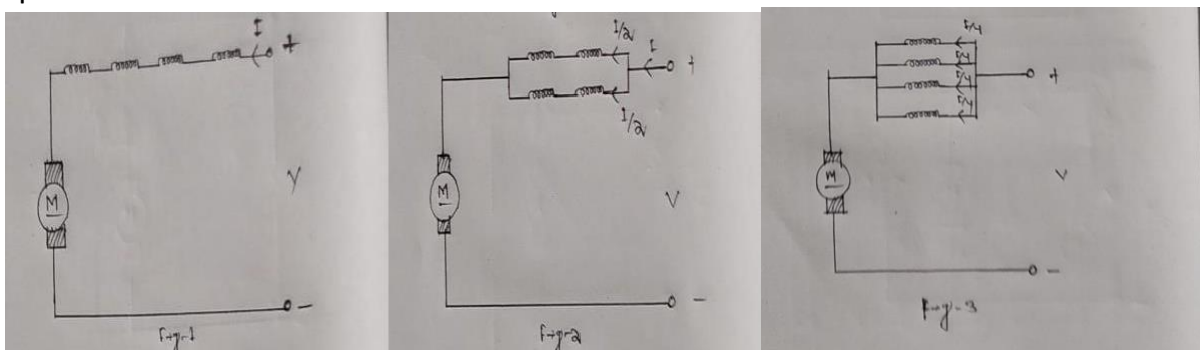 I
+
M
V
-
Fig-1
I/2
I
+
I/2
M
V
-
Fig-2
I/4
I/4
I/4
I/4
+
M
V
-
Fig-3